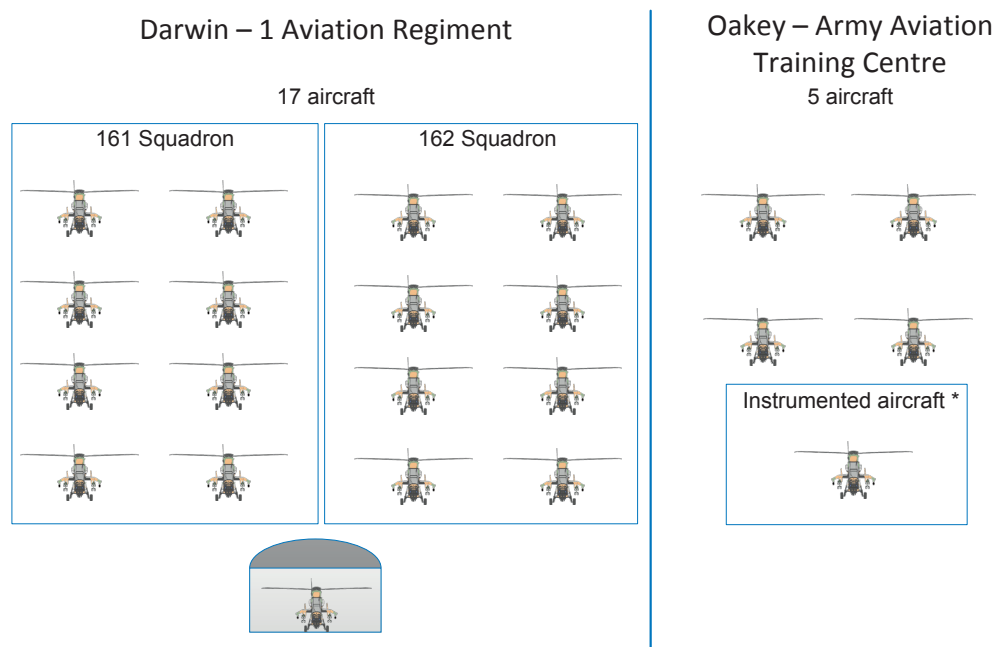 Darwin – 1 Aviation Regiment
17 aircraft
161 Squadron
162 Squadron
Oakey – Army Aviation
Training Centre
5 aircraft
Instrumented aircraft *